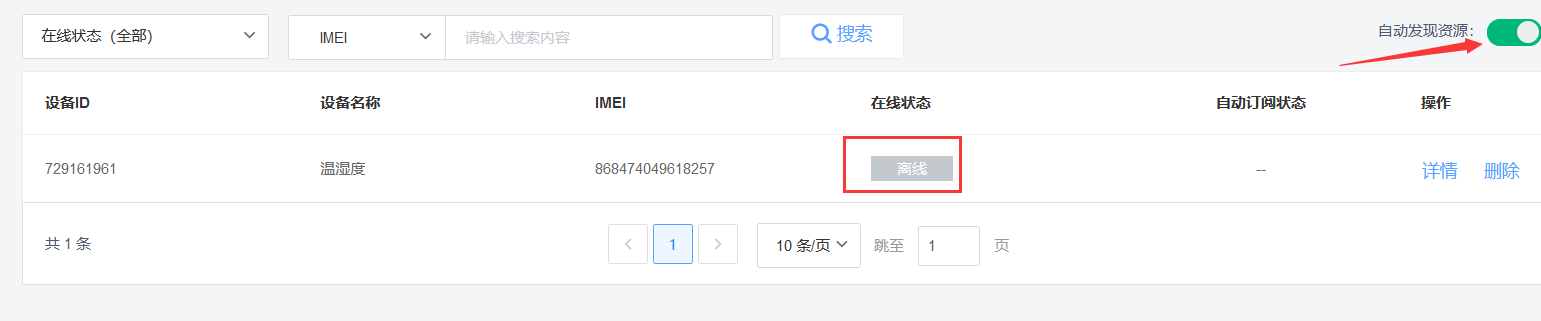 在线状态（全部） IMEI 请输入搜索内容 搜索 自动发现资源：
设备ID 设备名称 IMEI 在线状态 自动订阅状态 操作
729161961 温湿度 868474049618257 离线 -- 详情 删除
共 1 条 1 10 条/页 跳至 1 页